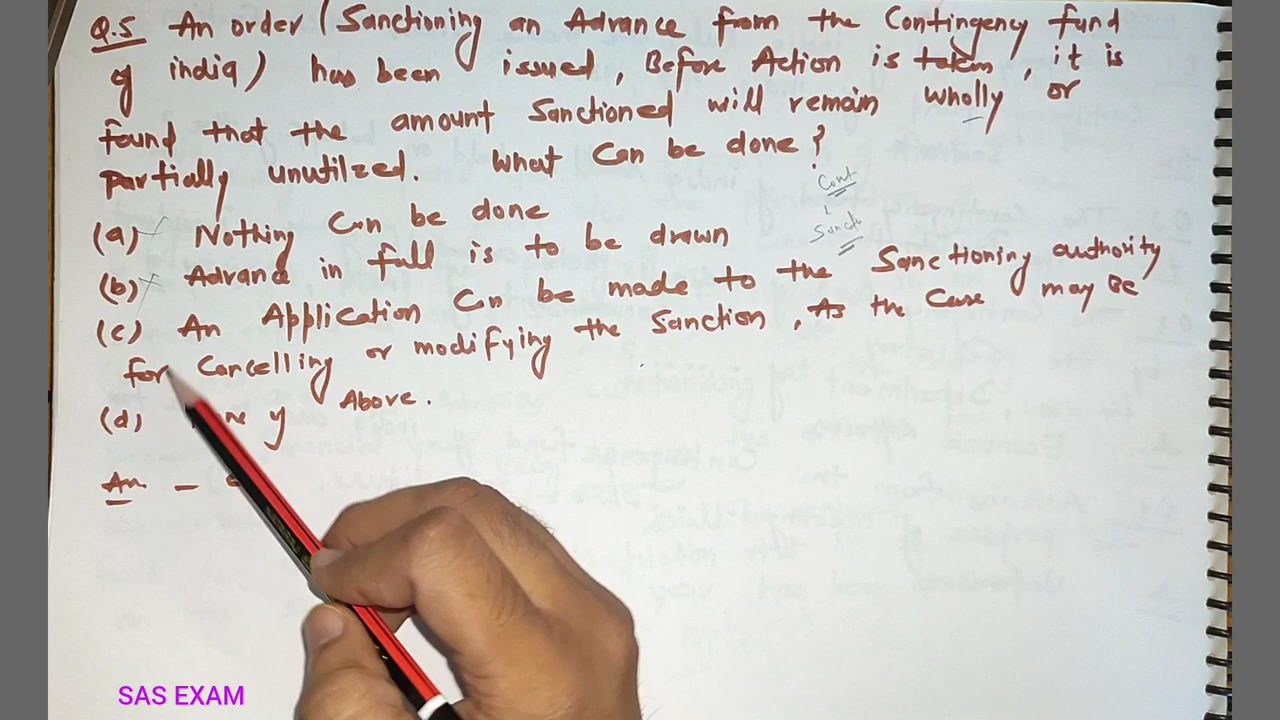 Q.5 An order (Sanctioning an Advance from the Contingency fund
of india) has been issued, Before Action is taken, it is
found that the amount Sanctioned will remain wholly or
partially unutilzed. What Can be done?
Cont
Sanct
(a) Nothing Can be done
(b) Advance in full is to be drawn
(c) An Application Can be made to the Sanctioning authority
for Cancelling or modifying the Sanction, As the Case may Be
(d) of Above.
An -
SAS EXAM